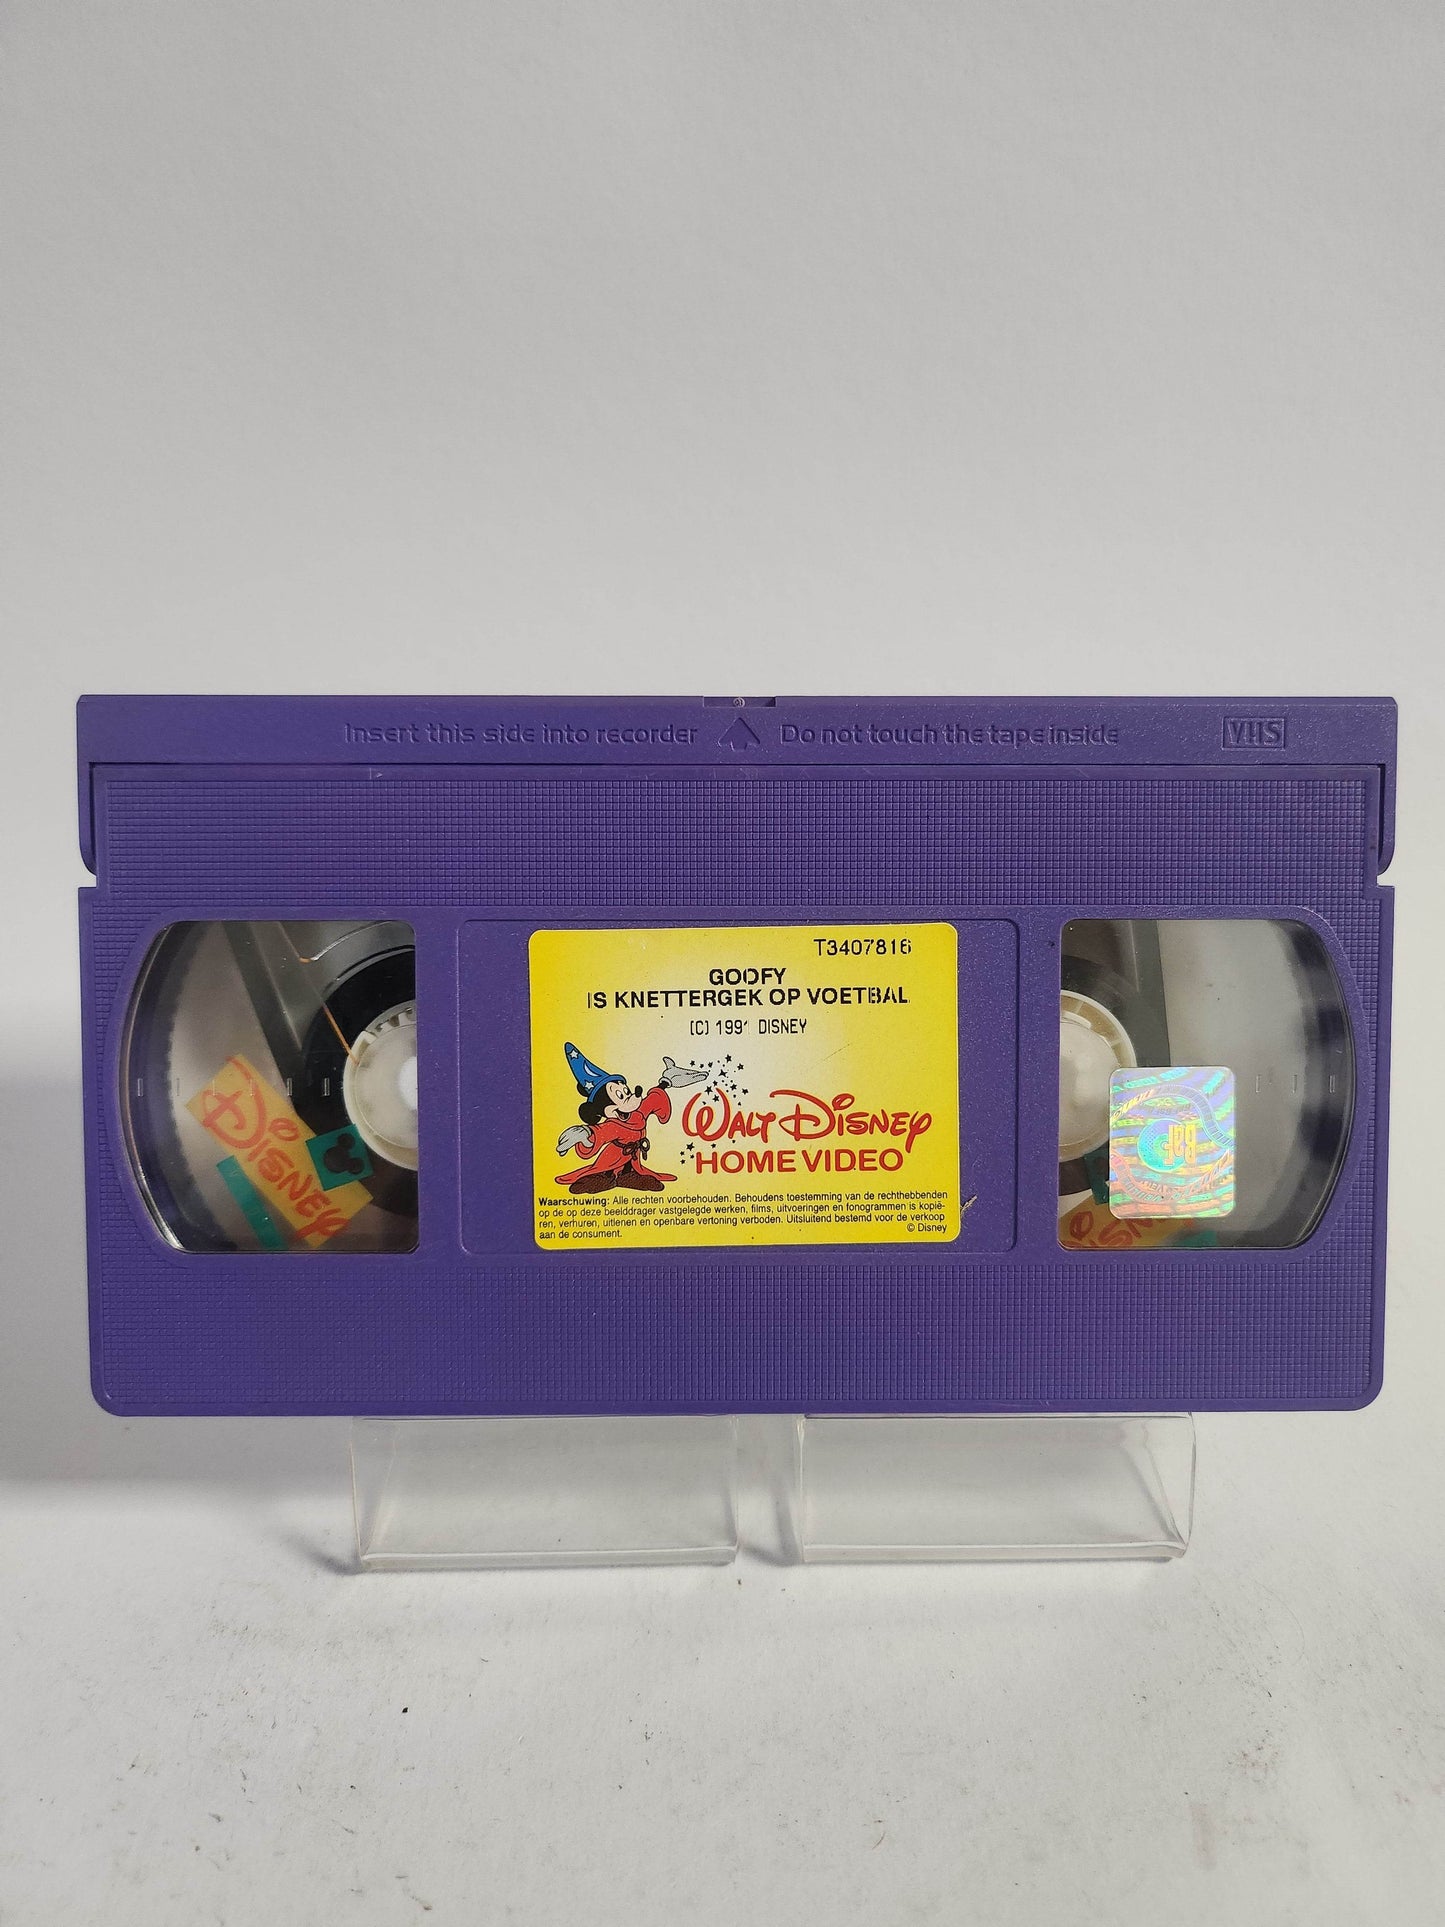 Insert this side into recorder Do not touch the tape inside VHS
T3407816
GOOFY
IS KNETTERGEK OP VOETBAL
(C) 1991 DISNEY
WALT DISNEY
HOME VIDEO
Waarschuwing: Alle rechten voorbehouden. Behoudens toestemming van de rechthebbenden
op de op deze beelddrager vastgelegde werken, films, uitvoeringen en fonogrammen is kopië-
ren, verhuren, uitlenen en openbare vertoning verboden. Uitsluitend bestemd voor de verkoop
aan de consument.
© Disney
Disney